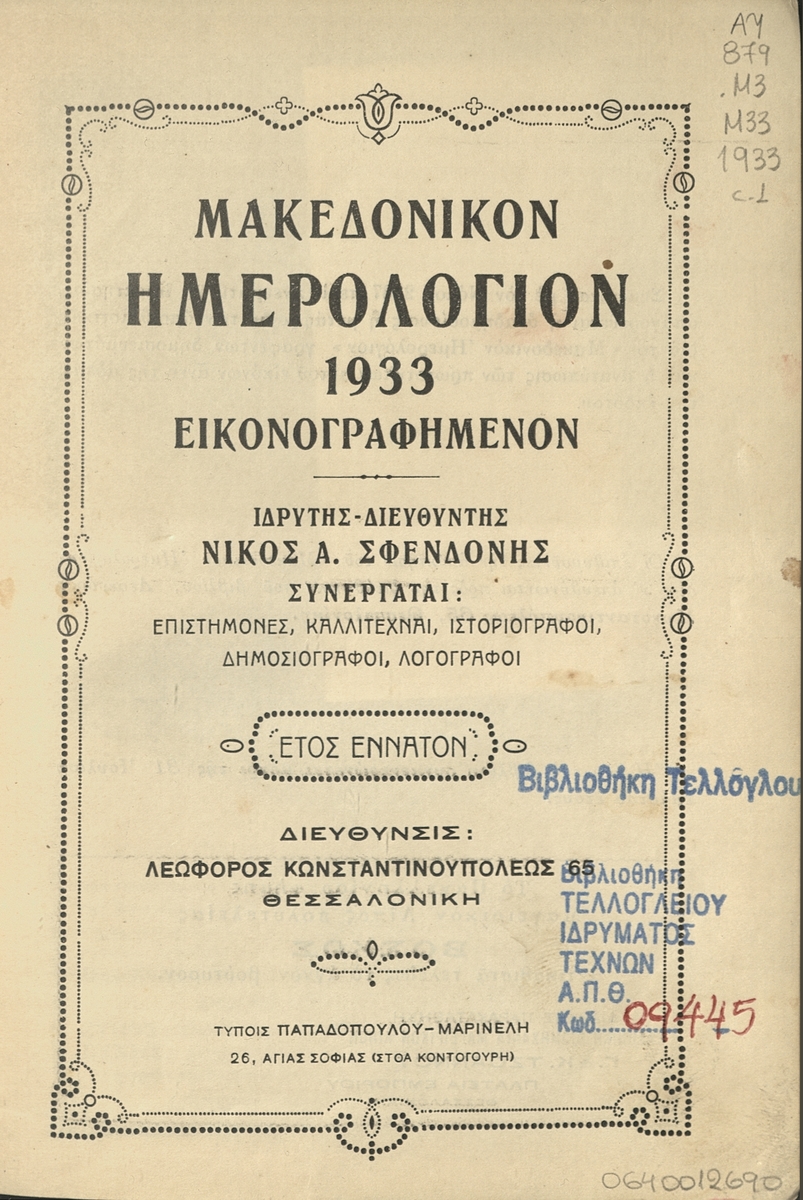 AY
879
.M3
M33
1933
c.1
ΜΑΚΕΔΟΝΙΚΟΝ
ΗΜΕΡΟΛΟΓΙΟΝ
1933
ΕΙΚΟΝΟΓΡΑΦΗΜΕΝΟΝ
ΙΔΡΥΤΗΣ-ΔΙΕΥΘΥΝΤΗΣ
ΝΙΚΟΣ Α. ΣΦΕΝΔΟΝΗΣ
ΣΥΝΕΡΓΑΤΑΙ:
ΕΠΙΣΤΗΜΟΝΕΣ, ΚΑΛΛΙΤΕΧΝΑΙ, ΙΣΤΟΡΙΟΓΡΑΦΟΙ,
ΔΗΜΟΣΙΟΓΡΑΦΟΙ, ΛΟΓΟΓΡΑΦΟΙ
ΕΤΟΣ ΕΝΝΑΤΟΝ
Βιβλιοθήκη Τελλόγλου
ΔΙΕΥΘΥΝΣΙΣ:
ΛΕΩΦΟΡΟΣ ΚΩΝΣΤΑΝΤΙΝΟΥΠΟΛΕΩΣ 65
ΘΕΣΣΑΛΟΝΙΚΗ
Βιβλιοθήκη
ΤΕΛΛΟΓΛΕΙΟΥ
ΙΔΡΥΜΑΤΟΣ
ΤΕΧΝΩΝ
Α.Π.Θ.
Κωδ. 09445
ΤΥΠΟΙΣ ΠΑΠΑΔΟΠΟΥΛΟΥ-ΜΑΡΙΝΕΛΗ
26, ΑΓΙΑΣ ΣΟΦΙΑΣ (ΣΤΟΑ ΚΟΝΤΟΓΟΥΡΗ)
0640012690